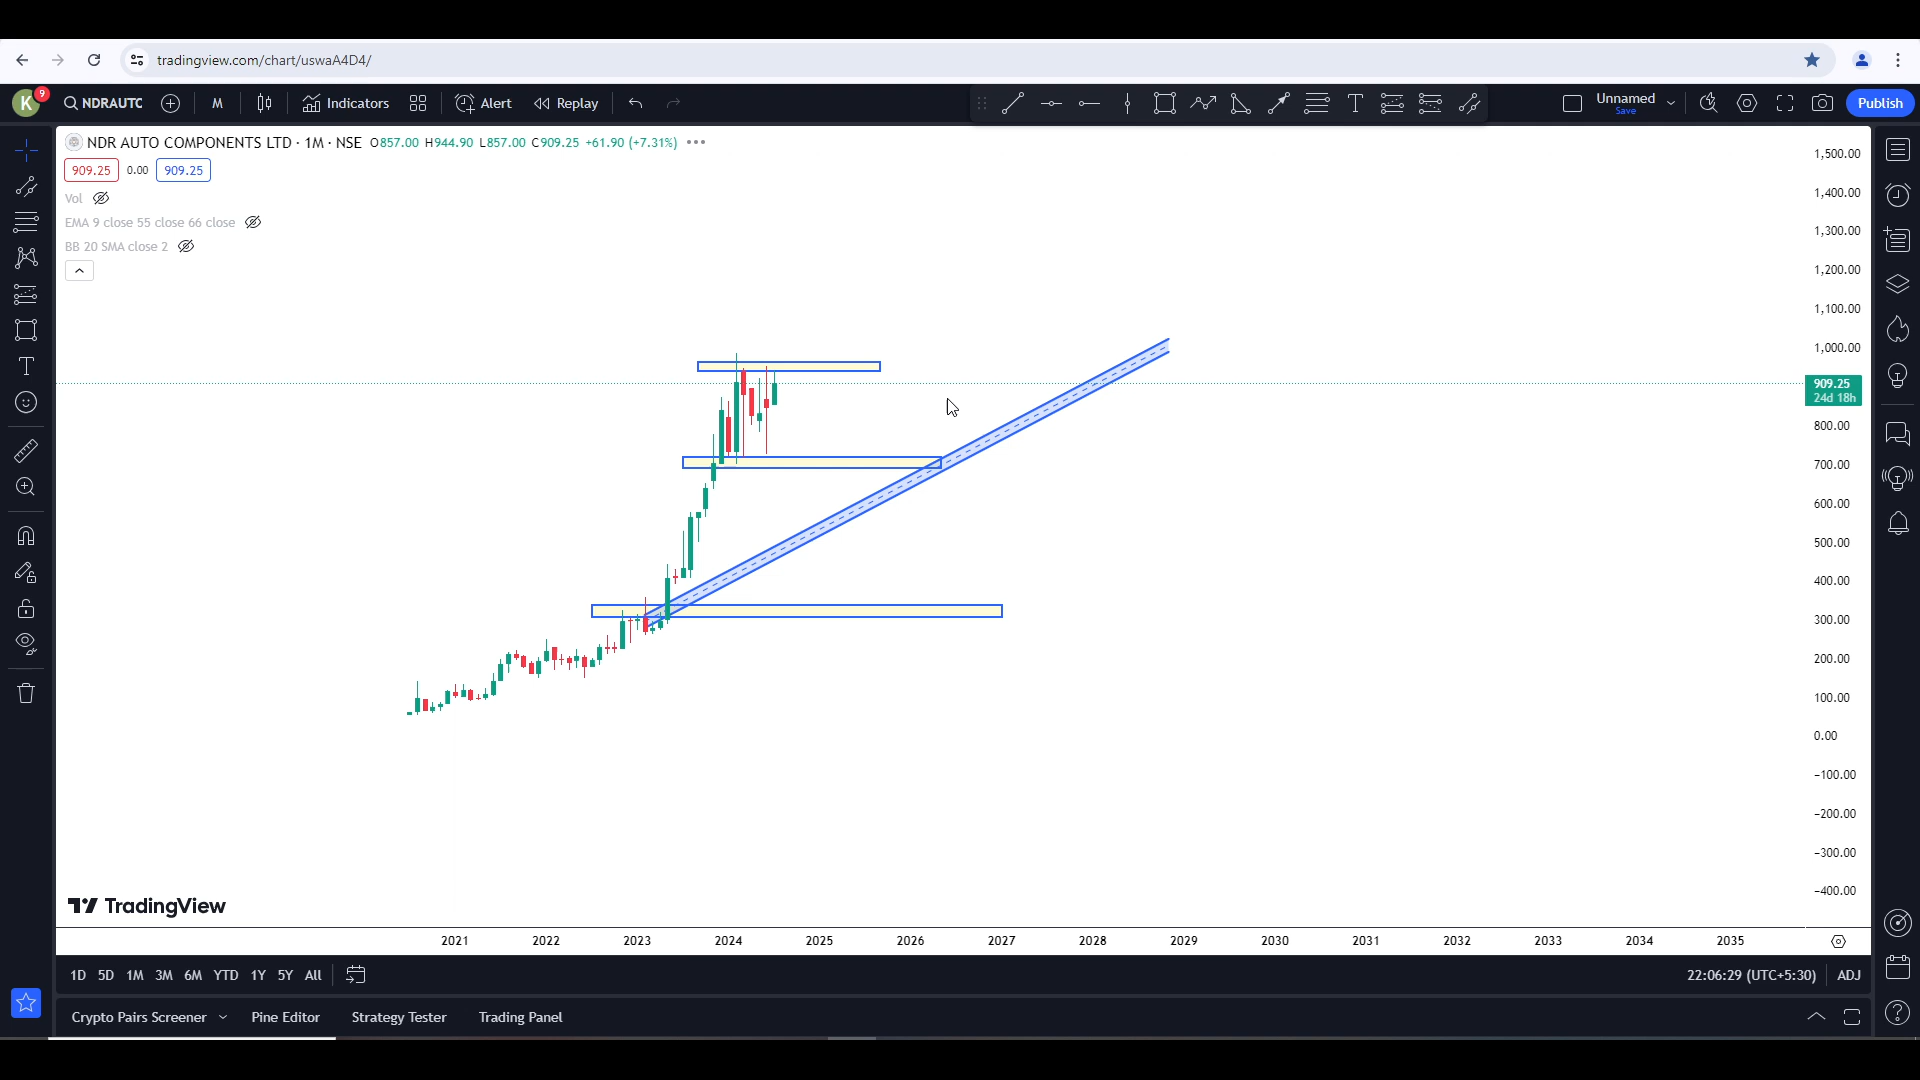 tradingview.com/chart/uswaA4D4/
K 9 NDRAUTC M Indicators Alert Replay Unnamed Save Publish
NDR AUTO COMPONENTS LTD · 1M · NSE O857.00 H944.90 L857.00 C909.25 +61.90 (+7.31%)
909.25 0.00 909.25
Vol
EMA 9 close 55 close 66 close
BB 20 SMA close 2
1,500.00
1,400.00
1,300.00
1,200.00
1,100.00
1,000.00
909.25
24d 18h
800.00
700.00
600.00
500.00
400.00
300.00
200.00
100.00
0.00
−100.00
−200.00
−300.00
−400.00
TradingView
2021 2022 2023 2024 2025 2026 2027 2028 2029 2030 2031 2032 2033 2034 2035
1D 5D 1M 3M 6M YTD 1Y 5Y All 22:06:29 (UTC+5:30) ADJ
Crypto Pairs Screener Pine Editor Strategy Tester Trading Panel